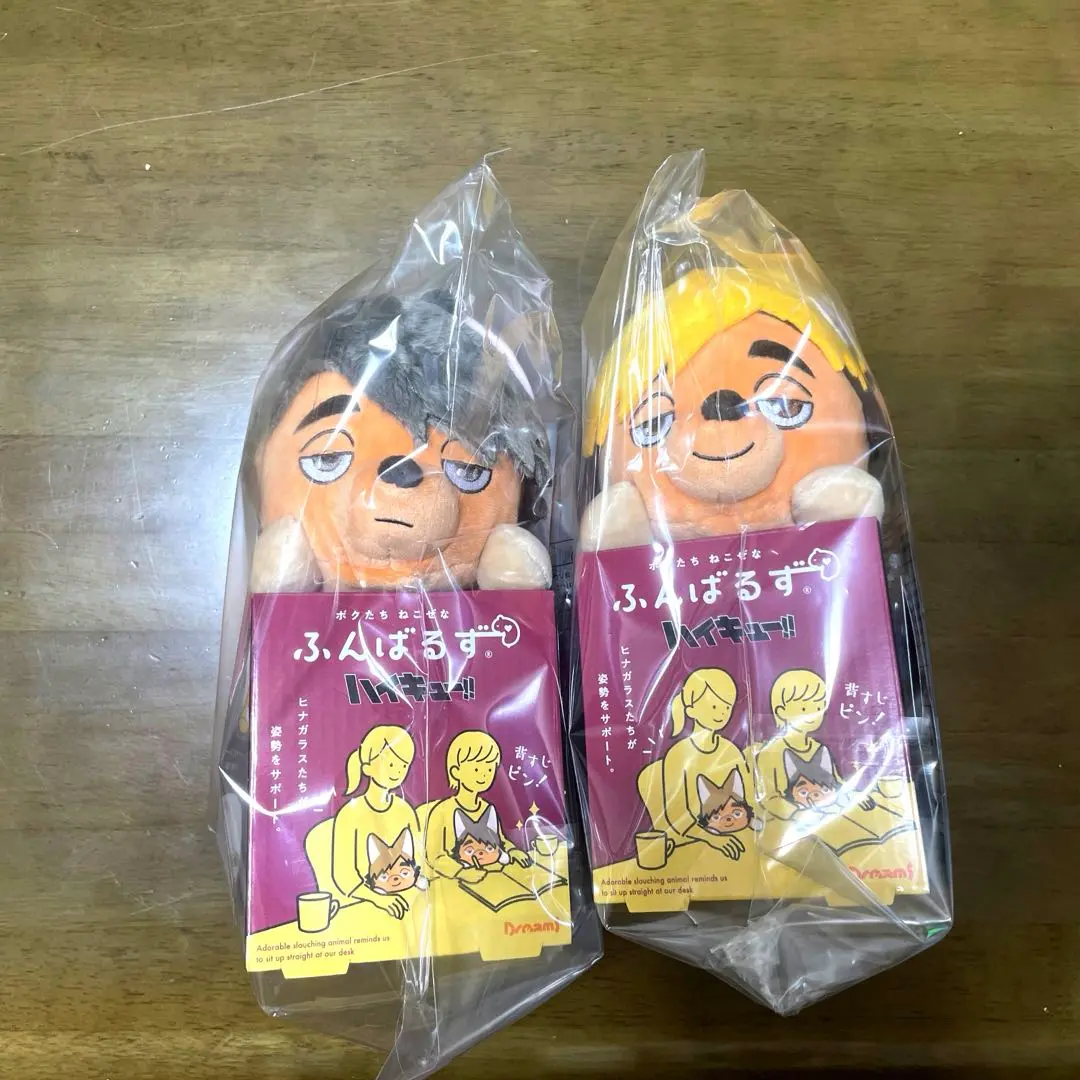 ボクたち ねこぜな
ふんばるず®
ハイキュー!!
ヒナガラスたちが
姿勢をサポート。
背すじ
ピン!
Adorable slouching animal reminds us
to sit up straight at our desk
Dreams
ボクたち ねこぜな
ふんばるず®
ハイキュー!!
ヒナガラスたちが
姿勢をサポート。
背すじ
ピン!
Adorable slouching animal reminds us
to sit up straight at our desk
Dreams